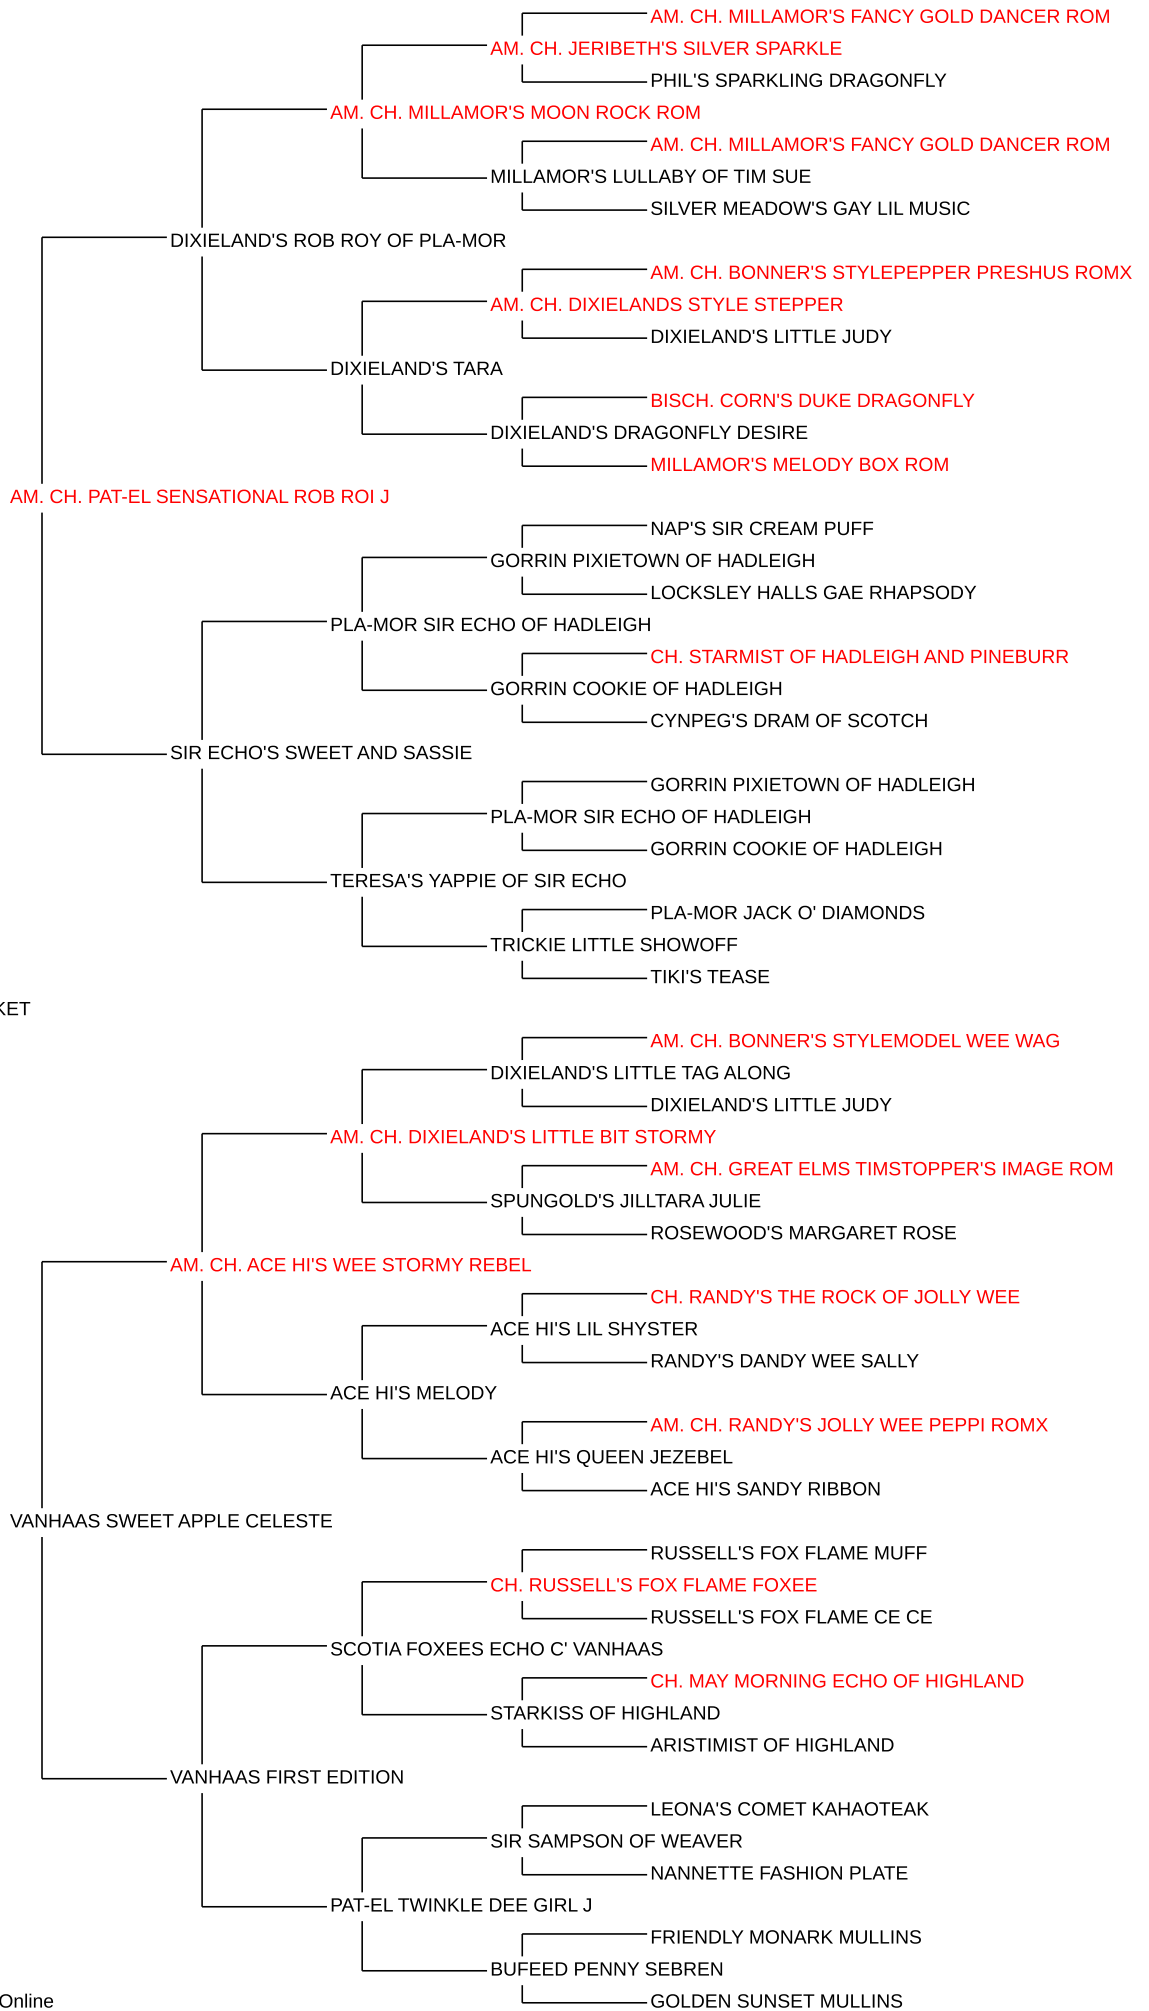 AM. CH. MILLAMOR'S FANCY GOLD DANCER ROM
AM. CH. JERIBETH'S SILVER SPARKLE
PHIL'S SPARKLING DRAGONFLY
AM. CH. MILLAMOR'S MOON ROCK ROM
AM. CH. MILLAMOR'S FANCY GOLD DANCER ROM
MILLAMOR'S LULLABY OF TIM SUE
SILVER MEADOW'S GAY LIL MUSIC
DIXIELAND'S ROB ROY OF PLA-MOR
AM. CH. BONNER'S STYLEPEPPER PRESHUS ROMX
AM. CH. DIXIELANDS STYLE STEPPER
DIXIELAND'S LITTLE JUDY
DIXIELAND'S TARA
BISCH. CORN'S DUKE DRAGONFLY
DIXIELAND'S DRAGONFLY DESIRE
MILLAMOR'S MELODY BOX ROM
AM. CH. PAT-EL SENSATIONAL ROB ROI J
NAP'S SIR CREAM PUFF
GORRIN PIXIETOWN OF HADLEIGH
LOCKSLEY HALLS GAE RHAPSODY
PLA-MOR SIR ECHO OF HADLEIGH
CH. STARMIST OF HADLEIGH AND PINEBURR
GORRIN COOKIE OF HADLEIGH
CYNPEG'S DRAM OF SCOTCH
SIR ECHO'S SWEET AND SASSIE
GORRIN PIXIETOWN OF HADLEIGH
PLA-MOR SIR ECHO OF HADLEIGH
GORRIN COOKIE OF HADLEIGH
TERESA'S YAPPIE OF SIR ECHO
PLA-MOR JACK O' DIAMONDS
TRICKIE LITTLE SHOWOFF
TIKI'S TEASE
KET
AM. CH. BONNER'S STYLEMODEL WEE WAG
DIXIELAND'S LITTLE TAG ALONG
DIXIELAND'S LITTLE JUDY
AM. CH. DIXIELAND'S LITTLE BIT STORMY
AM. CH. GREAT ELMS TIMSTOPPER'S IMAGE ROM
SPUNGOLD'S JILLTARA JULIE
ROSEWOOD'S MARGARET ROSE
AM. CH. ACE HI'S WEE STORMY REBEL
CH. RANDY'S THE ROCK OF JOLLY WEE
ACE HI'S LIL SHYSTER
RANDY'S DANDY WEE SALLY
ACE HI'S MELODY
AM. CH. RANDY'S JOLLY WEE PEPPI ROMX
ACE HI'S QUEEN JEZEBEL
ACE HI'S SANDY RIBBON
VANHAAS SWEET APPLE CELESTE
RUSSELL'S FOX FLAME MUFF
CH. RUSSELL'S FOX FLAME FOXEE
RUSSELL'S FOX FLAME CE CE
SCOTIA FOXEES ECHO C' VANHAAS
CH. MAY MORNING ECHO OF HIGHLAND
STARKISS OF HIGHLAND
ARISTIMIST OF HIGHLAND
VANHAAS FIRST EDITION
LEONA'S COMET KAHAOTEAK
SIR SAMPSON OF WEAVER
NANNETTE FASHION PLATE
PAT-EL TWINKLE DEE GIRL J
FRIENDLY MONARK MULLINS
BUFEED PENNY SEBREN
GOLDEN SUNSET MULLINS
Online